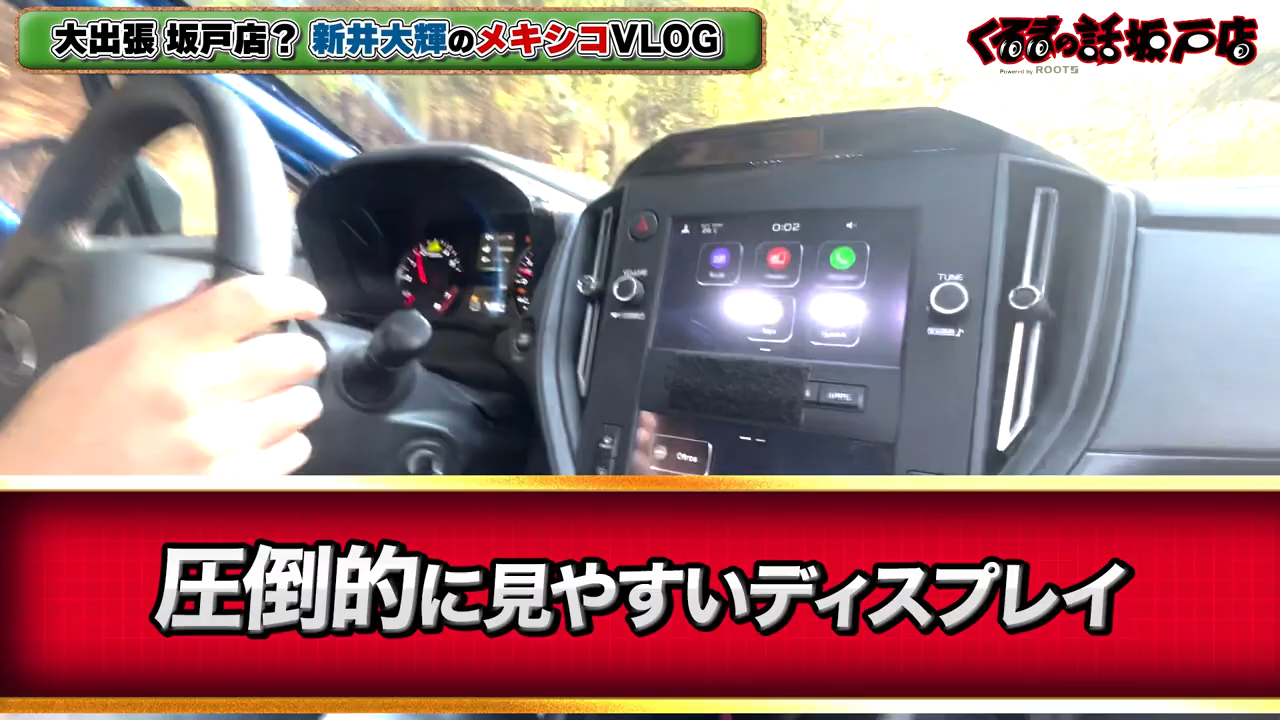 大出張 坂戸店？ 新井大輝のメキシコVLOG
くるまの話坂戸店
Powered by ROOTS
0:02
VOLUME
TUNE
圧倒的に見やすいディスプレイ